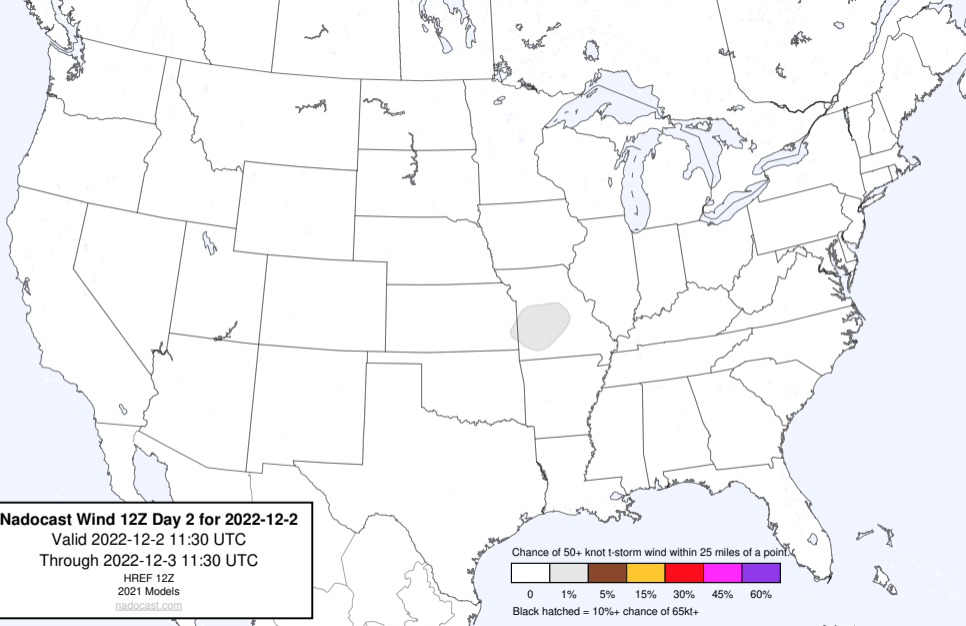 Nadocast Wind 12Z Day 2 for 2022-12-2
Valid 2022-12-2 11:30 UTC
Through 2022-12-3 11:30 UTC
HREF 12Z
2021 Models
nadocast.com
Chance of 50+ knot t-storm wind within 25 miles of a point.
0 1% 5% 15% 30% 45% 60%
Black hatched = 10%+ chance of 65kt+